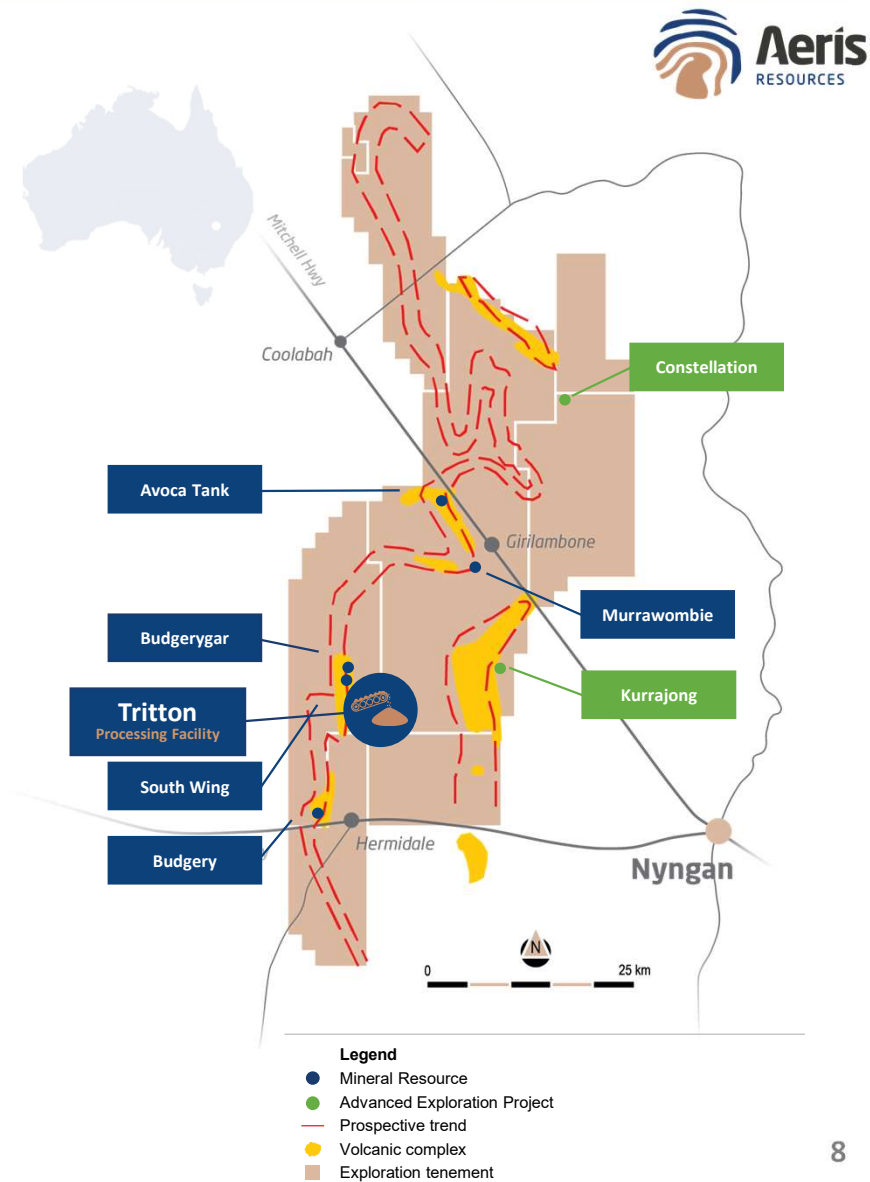 Aeris
RESOURCES
Mitchell Hwy
Coolabah
Constellation
Avoca Tank
Girilambone
Murrawombie
Budgerygar
Kurrajong
Tritton
Processing Facility
South Wing
Budgery
Hermidale
Nyngan
N
0
25 km
Legend
Mineral Resource
Advanced Exploration Project
Prospective trend
Volcanic complex
Exploration tenement
8